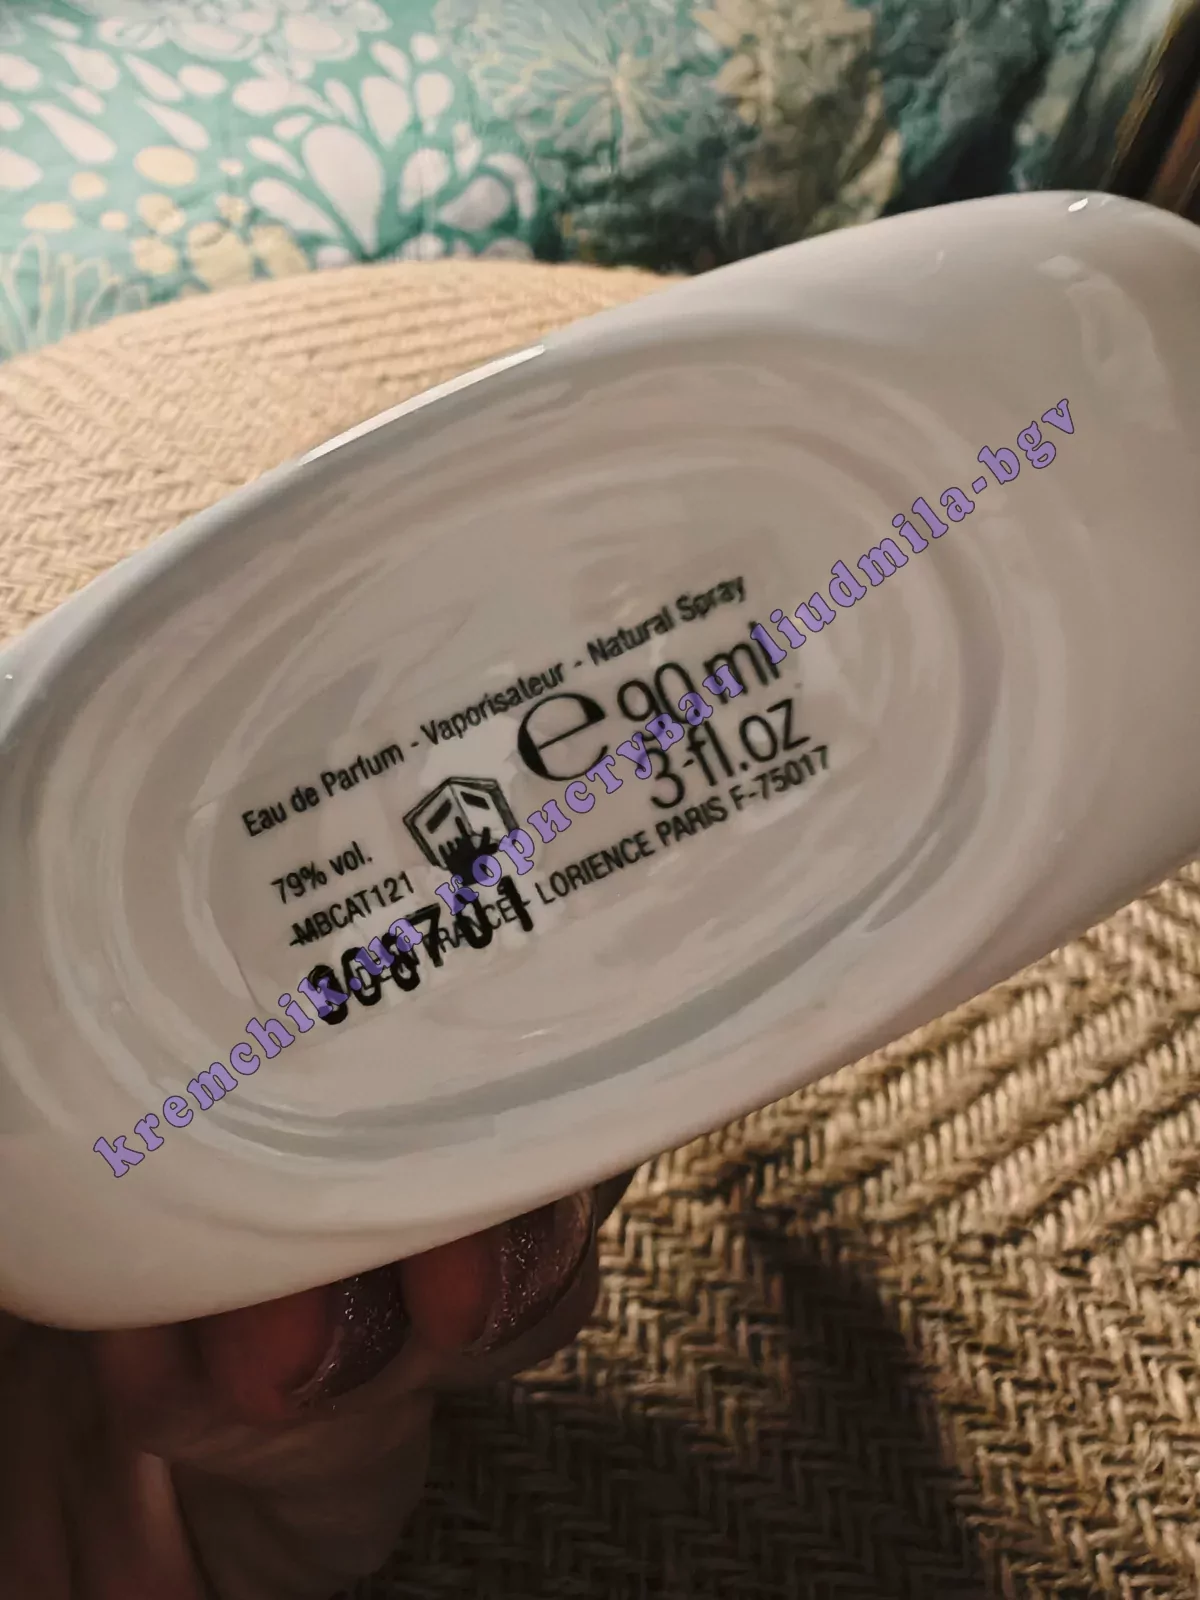 Eau de Parfum - Vaporisateur - Natural Spray
79% vol.
e 90 ml
3 fl.oz
MBCAT121
FRANCE - LORIENCE PARIS F-75017
kremchik.ua користувач liudmila-bgv